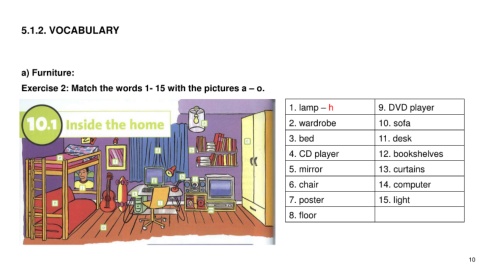 5.1.2. VOCABULARY
a) Furniture:
Exercise 2: Match the words 1- 15 with the pictures a – o.
10.1 Inside the home
1. lamp – h
9. DVD player
2. wardrobe
10. sofa
3. bed
11. desk
4. CD player
12. bookshelves
5. mirror
13. curtains
6. chair
14. computer
7. poster
15. light
8. floor
10